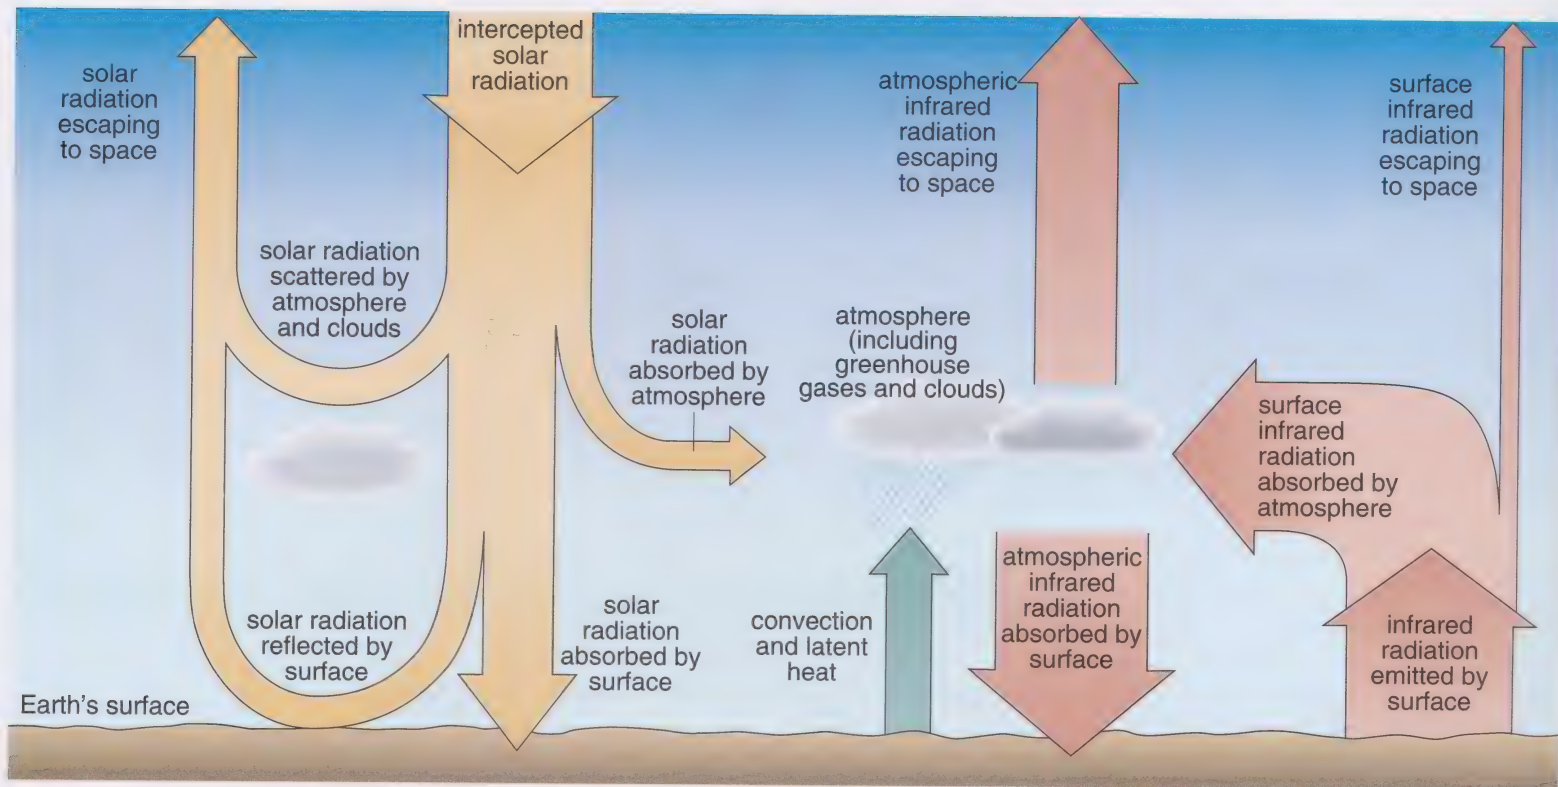 intercepted
solar
radiation
solar
radiation
escaping
to space
atmospheric
infrared
radiation
escaping
to space
surface
infrared
radiation
escaping
to space
solar radiation
scattered by
atmosphere
and clouds
solar
radiation
absorbed by
atmosphere
atmosphere
(including
greenhouse
gases and clouds)
surface
infrared
radiation
absorbed by
atmosphere
solar radiation
reflected by
surface
solar
radiation
absorbed by
surface
convection
and latent
heat
atmospheric
infrared
radiation
absorbed by
surface
infrared
radiation
emitted by
surface
Earth's surface